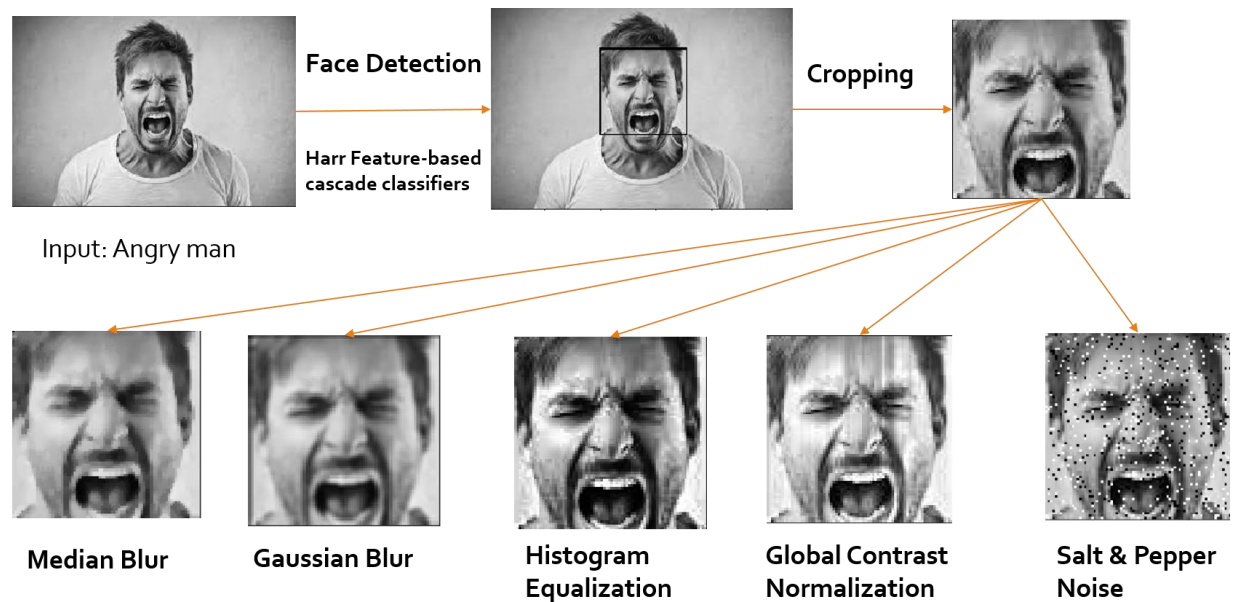 Face Detection
Cropping
Harr Feature-based
cascade classifiers
Input: Angry man
Median Blur
Gaussian Blur
Histogram
Equalization
Global Contrast
Normalization
Salt & Pepper
Noise